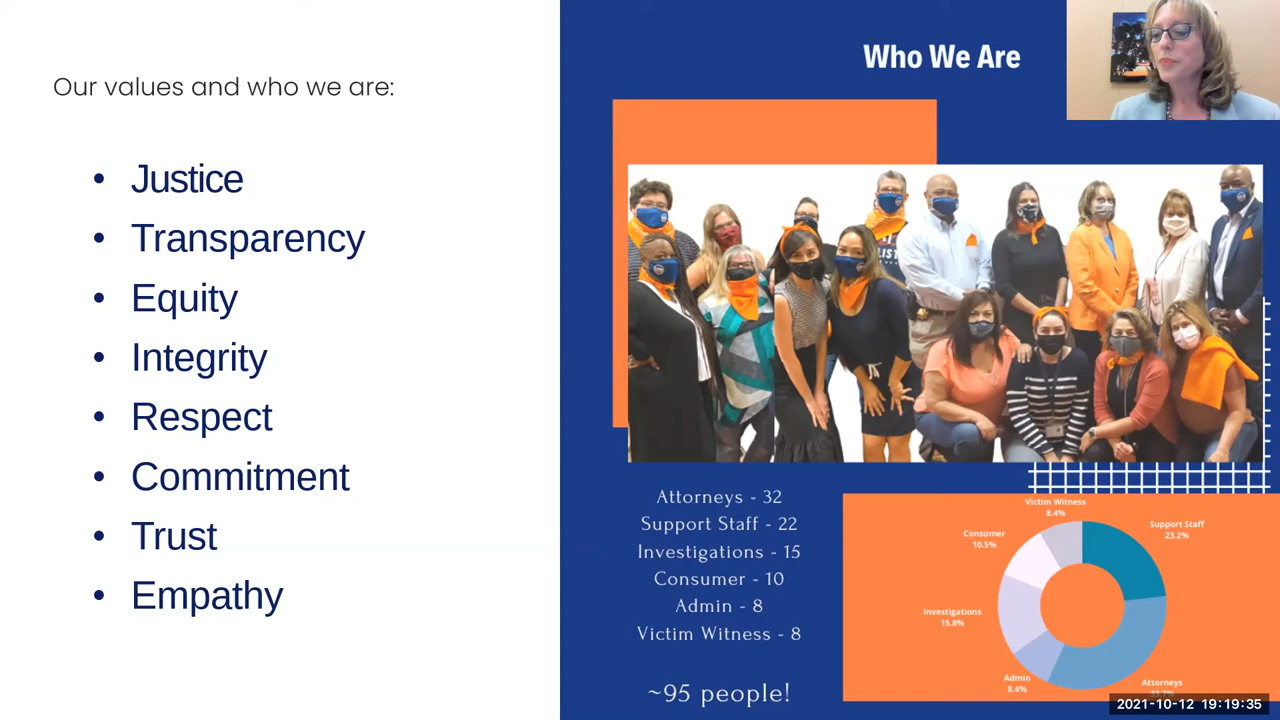 Our values and who we are:
• Justice
• Transparency
• Equity
• Integrity
• Respect
• Commitment
• Trust
• Empathy
Who We Are
Attorneys - 32
Support Staff - 22
Investigations - 15
Consumer - 10
Admin - 8
Victim Witness - 8
~95 people!
Victim Witness
8.4%
Support Staff
23.2%
Consumer
10.5%
Investigations
15.8%
Admin
8.4%
Attorneys
33.7%
2021-10-12 19:19:35